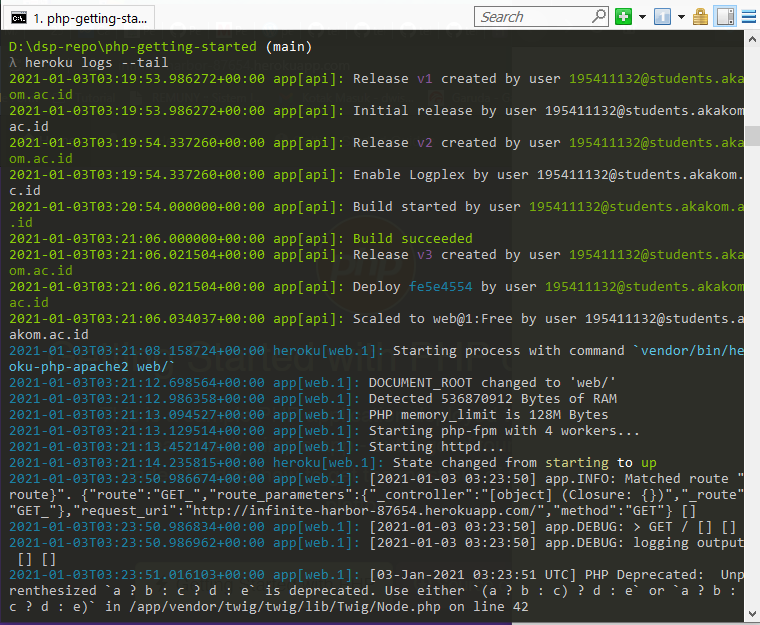 1. php-getting-sta...
Search
D:\dsp-repo\php-getting-started (main)
λ heroku logs --tail
2021-01-03T03:19:53.986272+00:00 app[api]: Release v1 created by user 195411132@students.aka
om.ac.id
2021-01-03T03:19:53.986272+00:00 app[api]: Initial release by user 195411132@students.akakom
ac.id
2021-01-03T03:19:54.337260+00:00 app[api]: Release v2 created by user 195411132@students.aka
om.ac.id
2021-01-03T03:19:54.337260+00:00 app[api]: Enable Logplex by user 195411132@students.akakom.
c.id
2021-01-03T03:20:54.000000+00:00 app[api]: Build started by user 195411132@students.akakom.a
.id
2021-01-03T03:21:06.000000+00:00 app[api]: Build succeeded
2021-01-03T03:21:06.021504+00:00 app[api]: Release v3 created by user 195411132@students.aka
om.ac.id
2021-01-03T03:21:06.021504+00:00 app[api]: Deploy fe5e4554 by user 195411132@students.akakom
ac.id
2021-01-03T03:21:06.034037+00:00 app[api]: Scaled to web@1:Free by user 195411132@students.a
akom.ac.id
2021-01-03T03:21:08.158724+00:00 heroku[web.1]: Starting process with command `vendor/bin/he
oku-php-apache2 web/`
2021-01-03T03:21:12.698564+00:00 app[web.1]: DOCUMENT_ROOT changed to 'web/'
2021-01-03T03:21:12.986358+00:00 app[web.1]: Detected 536870912 Bytes of RAM
2021-01-03T03:21:13.094527+00:00 app[web.1]: PHP memory_limit is 128M Bytes
2021-01-03T03:21:13.129514+00:00 app[web.1]: Starting php-fpm with 4 workers...
2021-01-03T03:21:13.452147+00:00 app[web.1]: Starting httpd...
2021-01-03T03:21:14.235815+00:00 heroku[web.1]: State changed from starting to up
2021-01-03T03:23:50.986674+00:00 app[web.1]: [2021-01-03 03:23:50] app.INFO: Matched route "
route}". {"route":"GET_","route_parameters":{"_controller":"[object] (Closure: {})","_route"
"GET_"},"request_uri":"http://infinite-harbor-87654.herokuapp.com/","method":"GET"} []
2021-01-03T03:23:50.986834+00:00 app[web.1]: [2021-01-03 03:23:50] app.DEBUG: > GET / [] []
2021-01-03T03:23:50.986962+00:00 app[web.1]: [2021-01-03 03:23:50] app.DEBUG: logging output
[] []
2021-01-03T03:23:51.016103+00:00 app[web.1]: [03-Jan-2021 03:23:51 UTC] PHP Deprecated:  Unp
renthesized `a ? b : c ? d : e` is deprecated. Use either `(a ? b : c) ? d : e` or `a ? b :
c ? d : e)` in /app/vendor/twig/twig/lib/Twig/Node.php on line 42